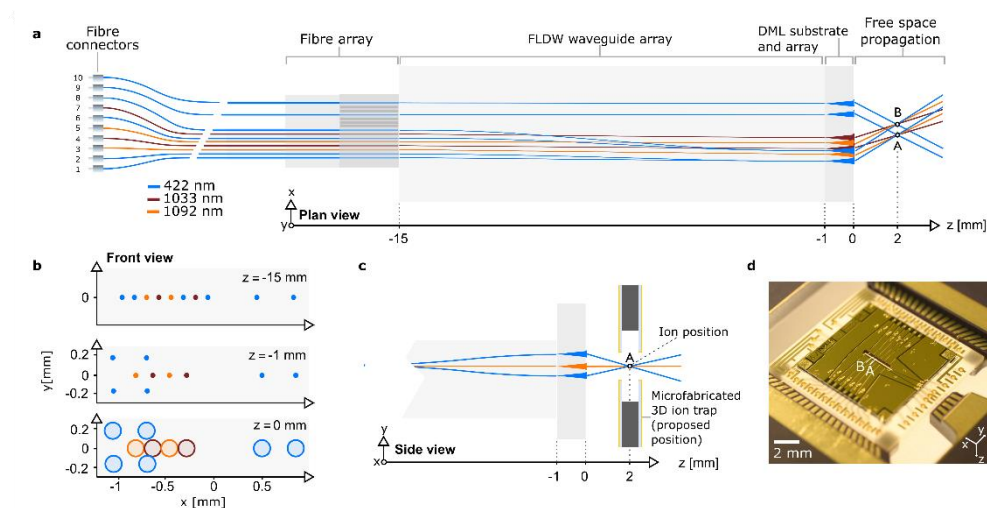 a
Fibre
connectors
Fibre array
FLDW waveguide array
DML substrate
and array
Free space
propagation
10
9
8
7
6
5
4
3
2
1
B
A
422 nm
1033 nm
1092 nm
x
y
Plan view
z [mm]
-15
-1
0
2
b
Front view
z = -15 mm
0
z = -1 mm
0.2
0
-0.2
y[mm]
z = 0 mm
0.2
0
-0.2
-1
-0.5
0
0.5
x [mm]
c
A
Ion position
Microfabricated
3D ion trap
(proposed
position)
y
x
Side view
z [mm]
-1
0
2
d
B
A
2 mm
x
y
z